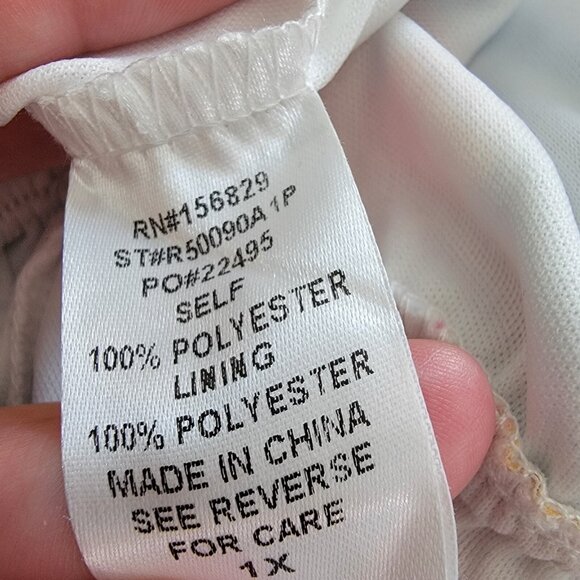 RN#156829
ST#R50090A1P
PO#22495
SELF
100% POLYESTER
LINING
100% POLYESTER
MADE IN CHINA
SEE REVERSE
FOR CARE
1X